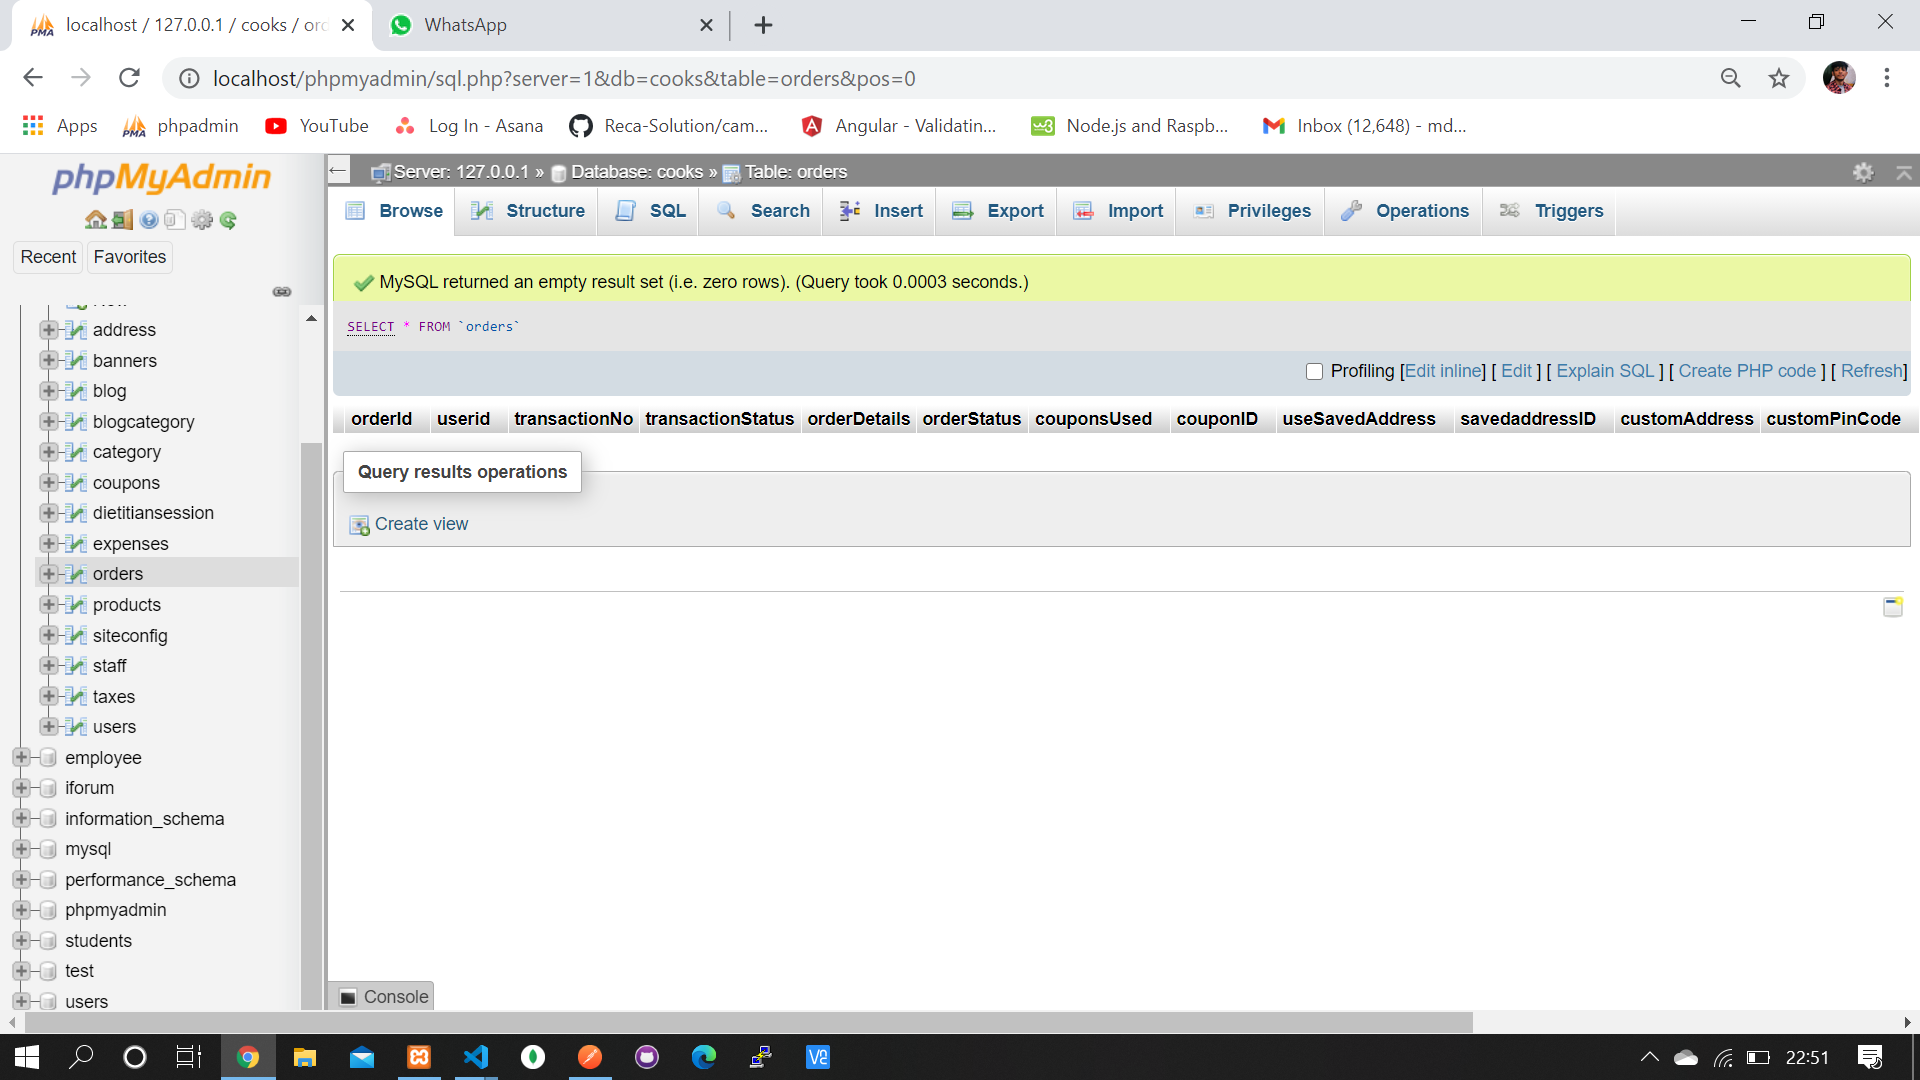 localhost / 127.0.0.1 / cooks / ord
WhatsApp
localhost/phpmyadmin/sql.php?server=1&db=cooks&table=orders&pos=0
Apps
phpadmin
YouTube
Log In - Asana
Reca-Solution/cam...
Angular - Validatin...
Node.js and Raspb...
Inbox (12,648) - md...
phpMyAdmin
Recent
Favorites
address
banners
blog
blogcategory
category
coupons
dietitiansession
expenses
orders
products
siteconfig
staff
taxes
users
employee
iforum
information_schema
mysql
performance_schema
phpmyadmin
students
test
users
Server: 127.0.0.1 » Database: cooks » Table: orders
Browse
Structure
SQL
Search
Insert
Export
Import
Privileges
Operations
Triggers
MySQL returned an empty result set (i.e. zero rows). (Query took 0.0003 seconds.)
SELECT * FROM `orders`
Profiling [Edit inline] [ Edit ] [ Explain SQL ] [ Create PHP code ] [ Refresh]
orderId userid transactionNo transactionStatus orderDetails orderStatus couponsUsed couponID useSavedAddress savedaddressID customAddress customPinCode
Query results operations
Create view
Console
22:51